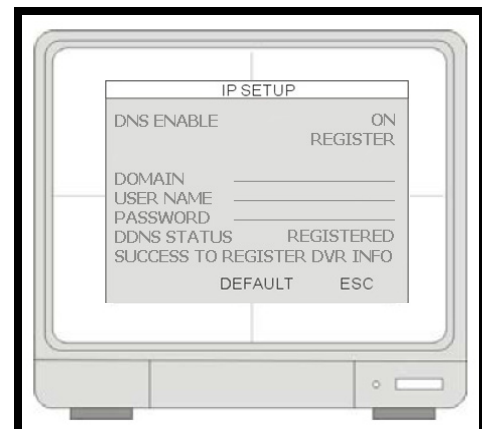 IP SETUP
DNS ENABLE ON
REGISTER
DOMAIN
USER NAME
PASSWORD
DDNS STATUS REGISTERED
SUCCESS TO REGISTER DVR INFO
DEFAULT ESC